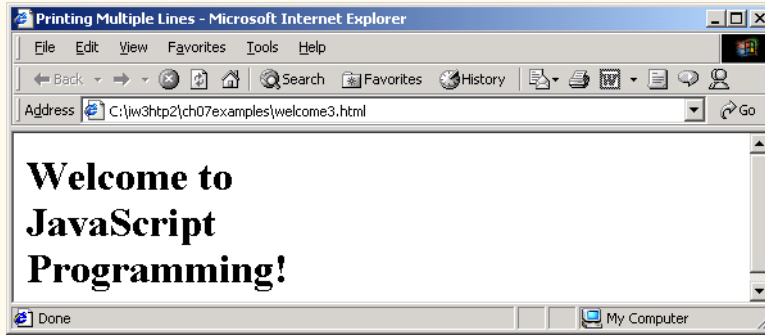 Printing Multiple Lines - Microsoft Internet Explorer
File Edit View Favorites Tools Help
Back Search Favorites History
Address C:\iw3htp2\ch07examples\welcome3.html Go
Welcome to
JavaScript
Programming!
Done My Computer